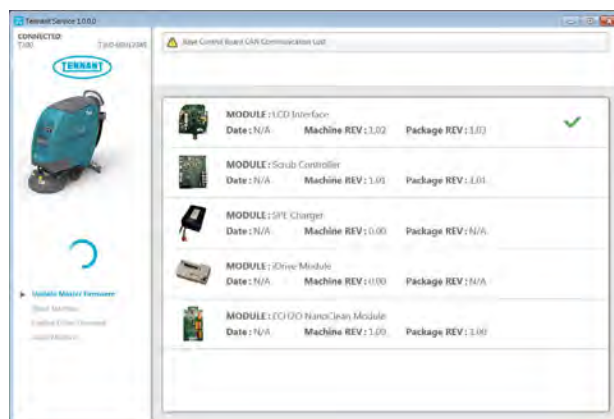 Tennant Service 1.0.0.0
CONNECTED:
T300
TENNANT
Base Control Board CAN Communication Lost
MODULE: LCD Interface
Date: N/A Machine REV: 1.02 Package REV: 1.03
MODULE: Scrub Controller
Date: N/A Machine REV: 1.01 Package REV: 1.01
MODULE: SPE Charger
Date: N/A Machine REV: 0.00 Package REV: N/A
MODULE: iDrive Module
Date: N/A Machine REV: 0.00 Package REV: N/A
MODULE: ECH2O NanoClean Module
Date: N/A Machine REV: 1.00 Package REV: 1.00
Update Master Firmware